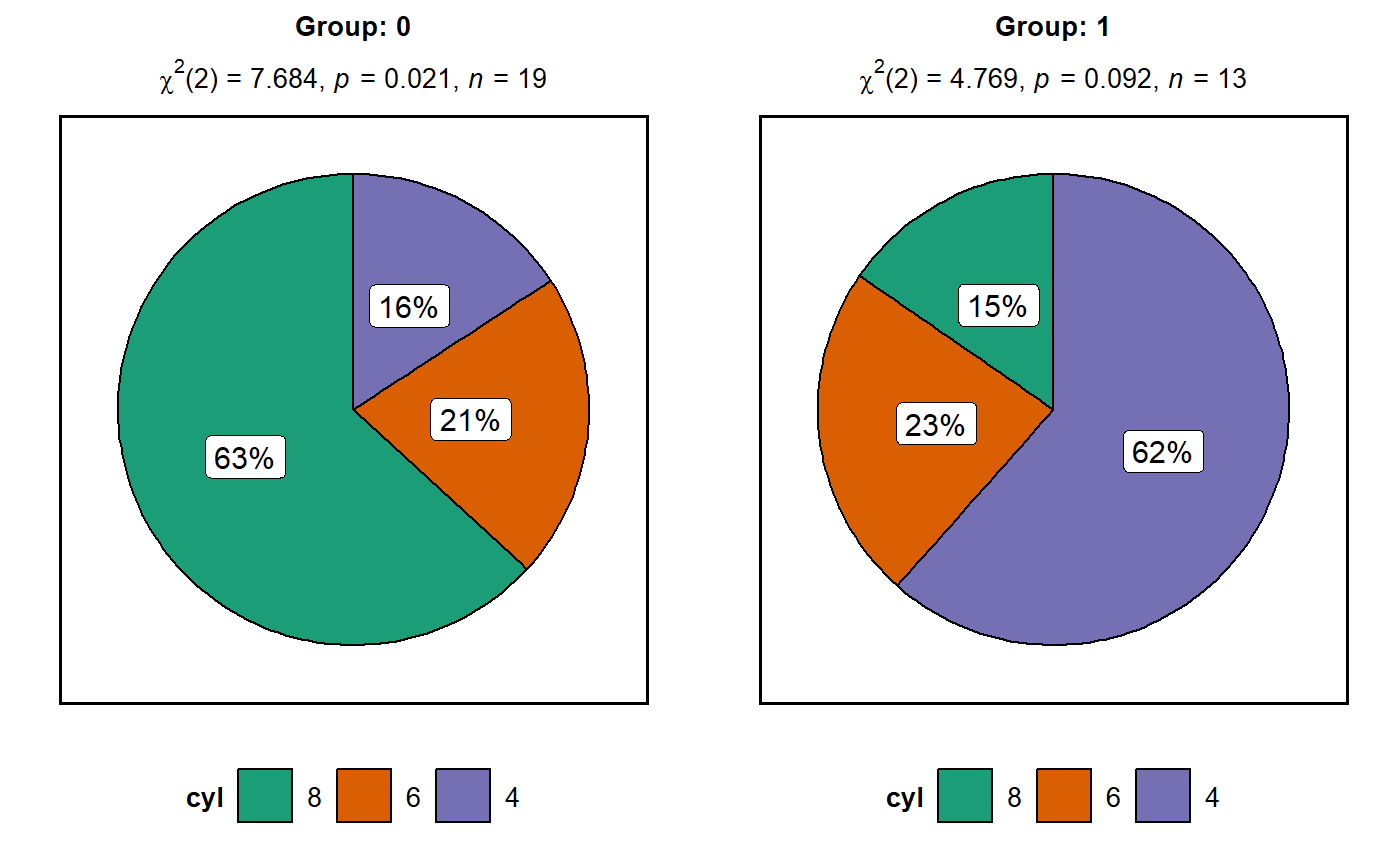 Group: 0
χ²(2) = 7.684, p = 0.021, n = 19
16%
21%
63%
cyl 8 6 4
Group: 1
χ²(2) = 4.769, p = 0.092, n = 13
15%
23%
62%
cyl 8 6 4